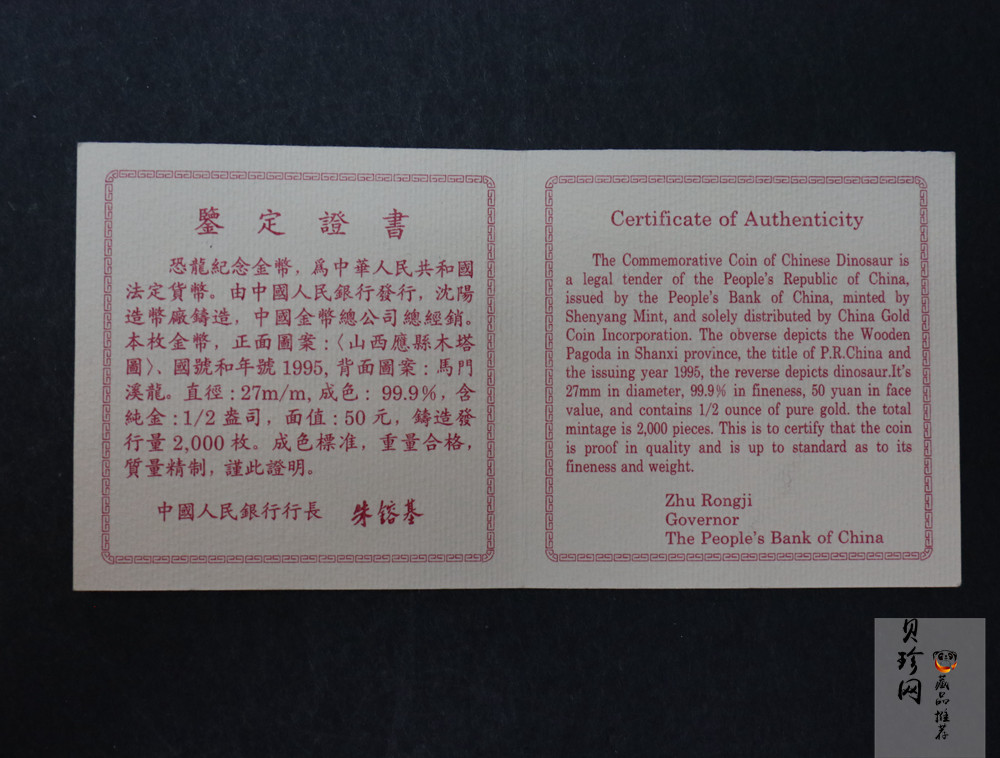 鑒定證書
恐龍紀念金幣，爲中華人民共和國
法定貨幣。由中國人民銀行發行，沈陽
造幣廠鑄造，中國金幣總公司總經銷。
本枚金幣，正面圖案：〈山西應縣木塔
圖〉、國號和年號1995，背面圖案：馬門
溪龍。直徑：27m/m，成色：99.9%，含
純金：1/2盎司，面值：50元，鑄造發
行量2,000枚。成色標准，重量合格，
質量精制，謹此證明。
中國人民銀行行長 朱鎔基
Certificate of Authenticity
The Commemorative Coin of Chinese Dinosaur is
a legal tender of the People's Republic of China,
issued by the People's Bank of China, minted by
Shenyang Mint, and solely distributed by China Gold
Coin Incorporation. The obverse depicts the Wooden
Pagoda in Shanxi province, the title of P.R.China and
the issuing year 1995, the reverse depicts dinosaur.It's
27mm in diameter, 99.9% in fineness, 50 yuan in face
value, and contains 1/2 ounce of pure gold. the total
mintage is 2,000 pieces. This is to certify that the coin
is proof in quality and is up to standard as to its
fineness and weight.
Zhu Rongji
Governor
The People's Bank of China
贝珍网
藏品推荐